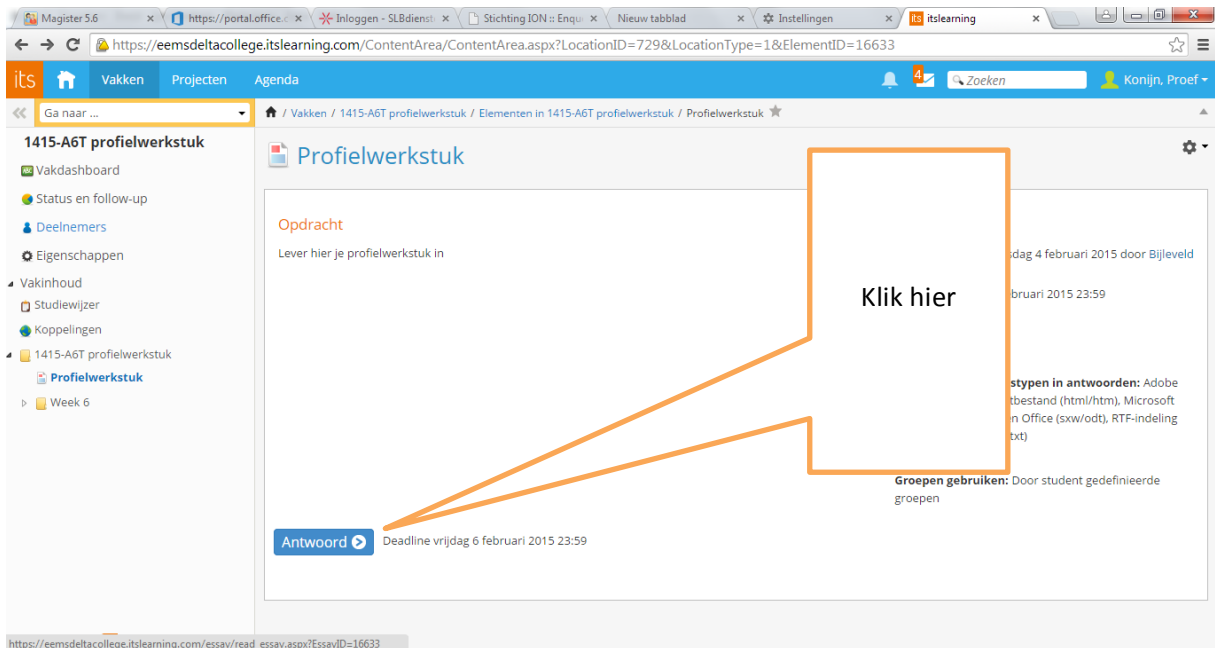 Magister 5.6
https://portal.office.c
Inloggen - SLBdienst
Stichting ION :: Enqu
Nieuw tabblad
Instellingen
its itslearning
https://eemsdeltacollege.itslearning.com/ContentArea/ContentArea.aspx?LocationID=729&LocationType=1&ElementID=16633
its Vakken Projecten Agenda 4 Zoeken Konijn, Proef
Ga naar ...
/ Vakken / 1415-A6T profielwerkstuk / Elementen in 1415-A6T profielwerkstuk / Profielwerkstuk
1415-A6T profielwerkstuk
Vakdashboard
Status en follow-up
Deelnemers
Eigenschappen
Vakinhoud
Studiewijzer
Koppelingen
1415-A6T profielwerkstuk
Profielwerkstuk
Week 6
Profielwerkstuk
Opdracht
Lever hier je profielwerkstuk in
Klik hier
sdag 4 februari 2015 door Bijleveld
bruari 2015 23:59
stypen in antwoorden: Adobe
tbestand (html/htm), Microsoft
n Office (sxw/odt), RTF-indeling
txt)
Groepen gebruiken: Door student gedefinieerde
groepen
Antwoord Deadline vrijdag 6 februari 2015 23:59
https://eemsdeltacollege.itslearning.com/essay/read_essay.aspx?EssayID=16633